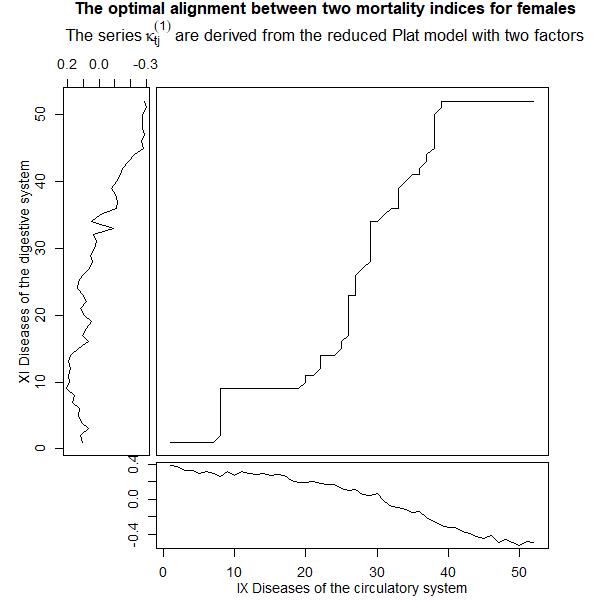 The optimal alignment between two mortality indices for females
The series κtj(1) are derived from the reduced Plat model with two factors
0.2 0.0 -0.3
XI Diseases of the digestive system
50
40
30
20
10
0
0.4
0.0
-0.4
0 10 20 30 40 50
IX Diseases of the circulatory system